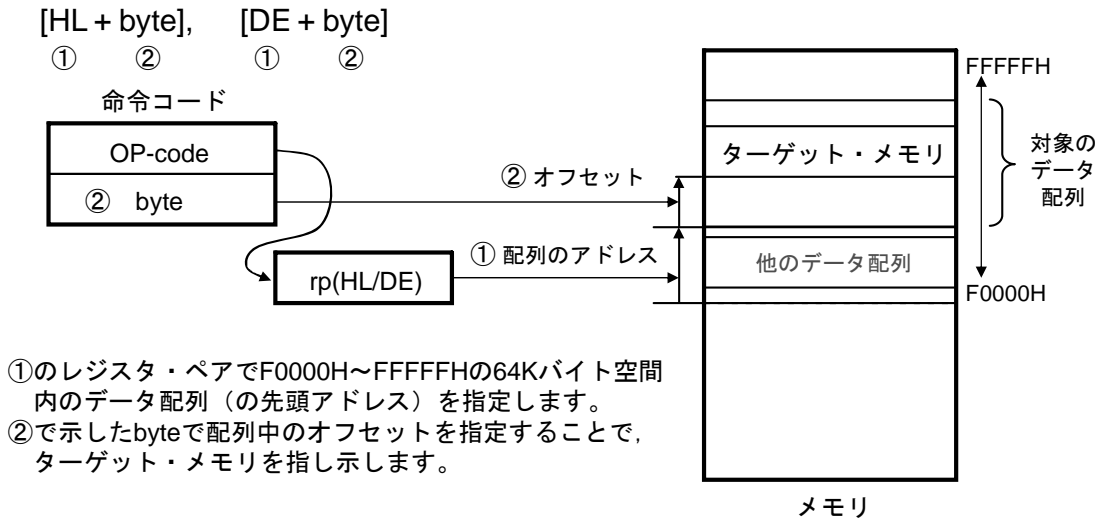 [HL + byte], [DE + byte]
① ② ① ②
命令コード
OP-code
② byte
② オフセット
rp(HL/DE)
① 配列のアドレス
FFFFFH
ターゲット・メモリ
対象の
データ
配列
他のデータ配列
F0000H
メモリ
①のレジスタ・ペアでF0000H～FFFFFHの64Kバイト空間
内のデータ配列（の先頭アドレス）を指定します。
②で示したbyteで配列中のオフセットを指定することで,
ターゲット・メモリを指し示します。